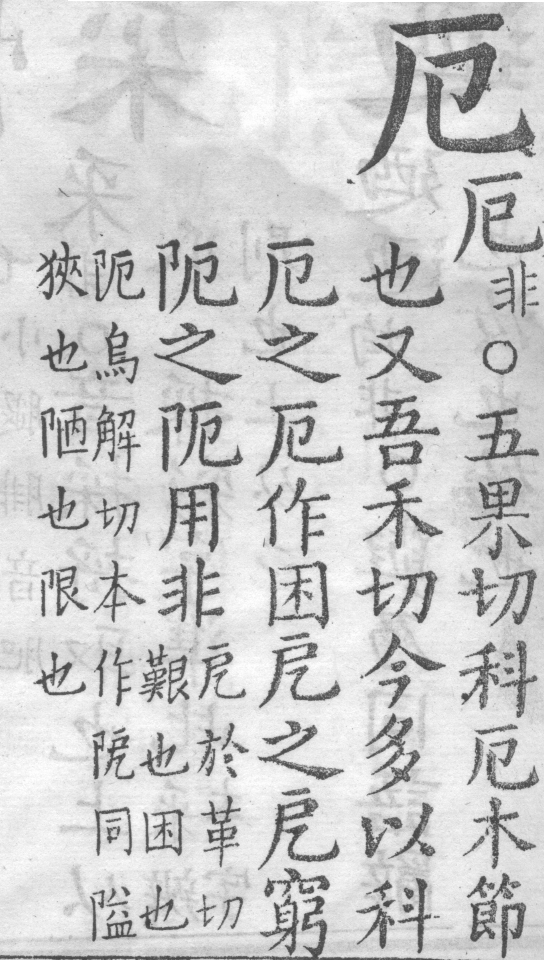 厄
厄非○五果切科厄木節
也又吾禾切今多以科
厄之厄作困戹之戹窮
阨之阨用非
戹於革切
艱也困也
阨烏解切本作阸同隘
狹也陋也限也